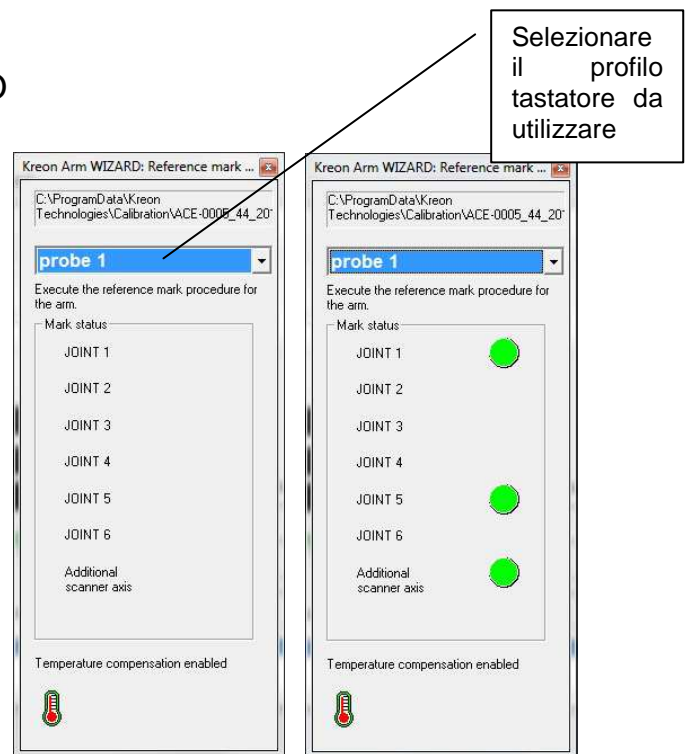 Selezionare
il profilo
tastatore da
utilizzare
O
Kreon Arm WIZARD: Reference mark ...
C:\ProgramData\Kreon
Technologies\Calibration\ACE-0005_44_20
probe 1
Execute the reference mark procedure for
the arm.
Mark status
JOINT 1
JOINT 2
JOINT 3
JOINT 4
JOINT 5
JOINT 6
Additional
scanner axis
Temperature compensation enabled
Kreon Arm WIZARD: Reference mark ...
C:\ProgramData\Kreon
Technologies\Calibration\ACE-0005_44_20
probe 1
Execute the reference mark procedure for
the arm.
Mark status
JOINT 1
JOINT 2
JOINT 3
JOINT 4
JOINT 5
JOINT 6
Additional
scanner axis
Temperature compensation enabled